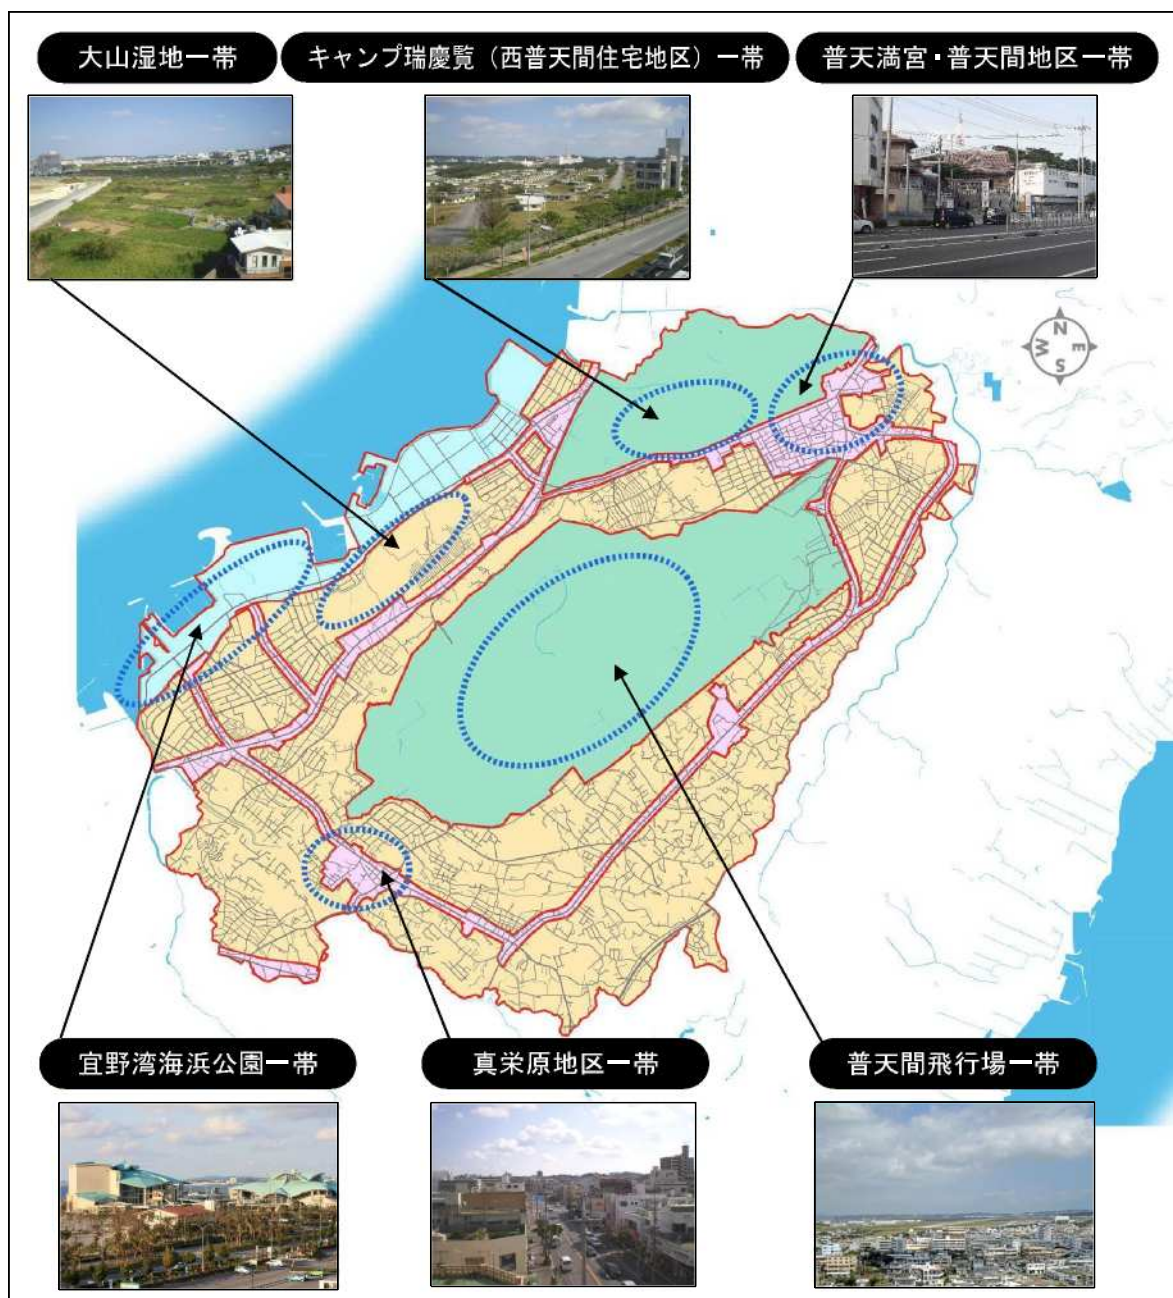 大山湿地一帯
キャンプ瑞慶覧（西普天間住宅地区）一帯
普天満宮・普天間地区一帯
N
W
E
S
宜野湾海浜公園一帯
真栄原地区一帯
普天間飛行場一帯